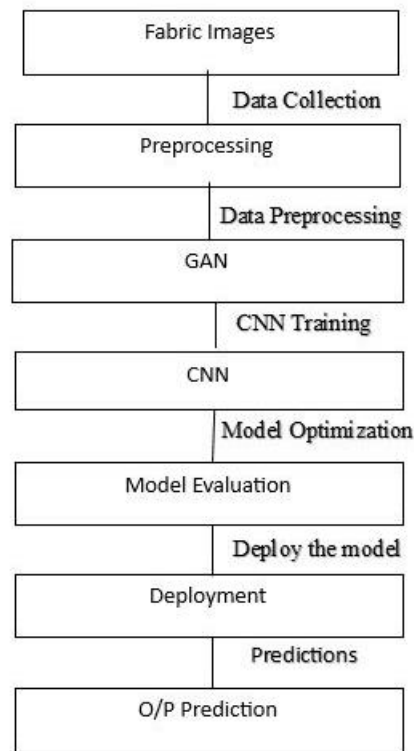 Fabric Images
Data Collection
Preprocessing
Data Preprocessing
GAN
CNN Training
CNN
Model Optimization
Model Evaluation
Deploy the model
Deployment
Predictions
O/P Prediction